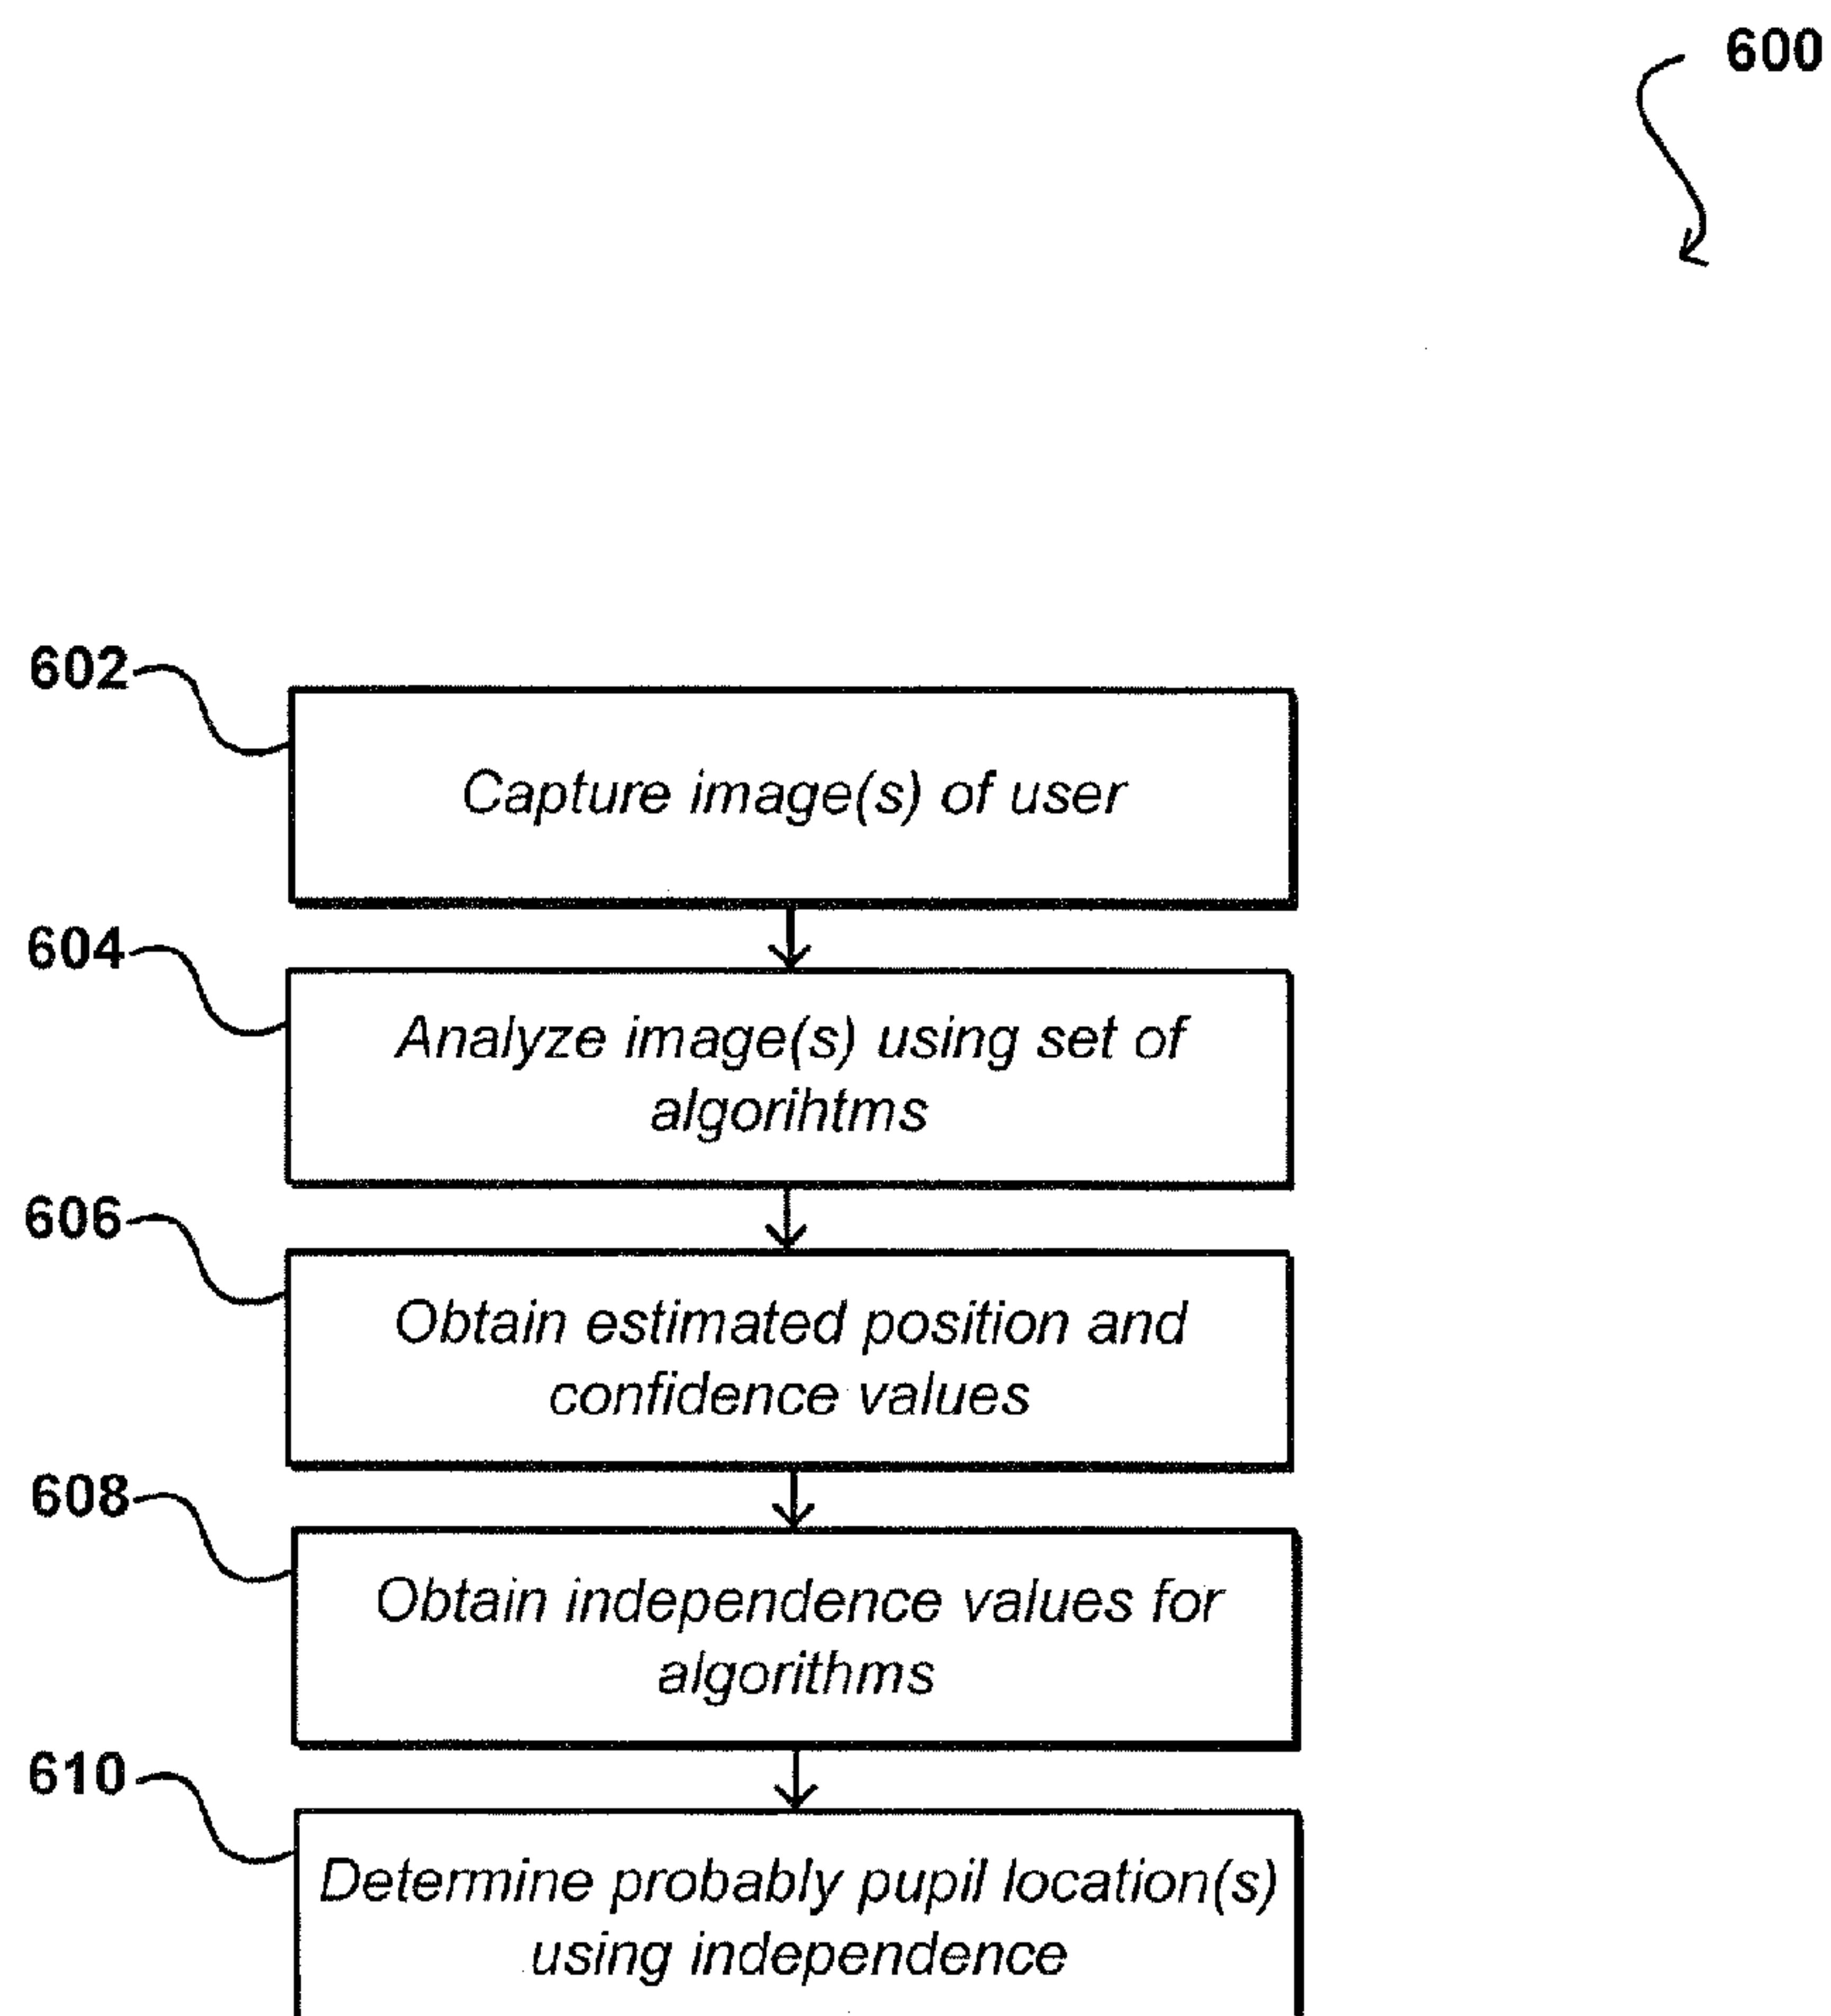 600
602
Capture image(s) of user
604
Analyze image(s) using set of
algorihtms
606
Obtain estimated position and
confidence values
608
Obtain independence values for
algorithms
610
Determine probably pupil location(s)
using independence